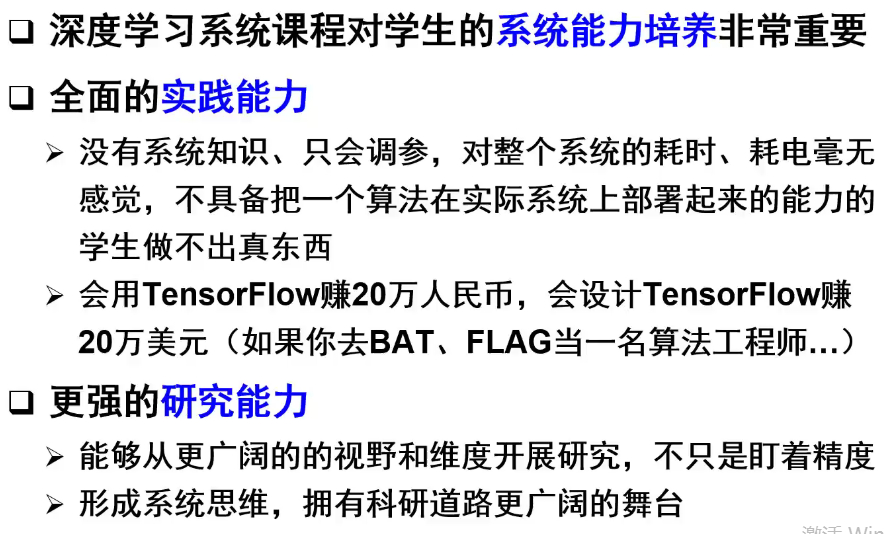 ❑ 深度学习系统课程对学生的系统能力培养非常重要
❑ 全面的实践能力
➢ 没有系统知识、只会调参，对整个系统的耗时、耗电毫无
感觉，不具备把一个算法在实际系统上部署起来的能力的
学生做不出真东西
➢ 会用TensorFlow赚20万人民币，会设计TensorFlow赚
20万美元（如果你去BAT、FLAG当一名算法工程师...）
❑ 更强的研究能力
➢ 能够从更广阔的的视野和维度开展研究，不只是盯着精度
➢ 形成系统思维，拥有科研道路更广阔的舞台
激活 Win